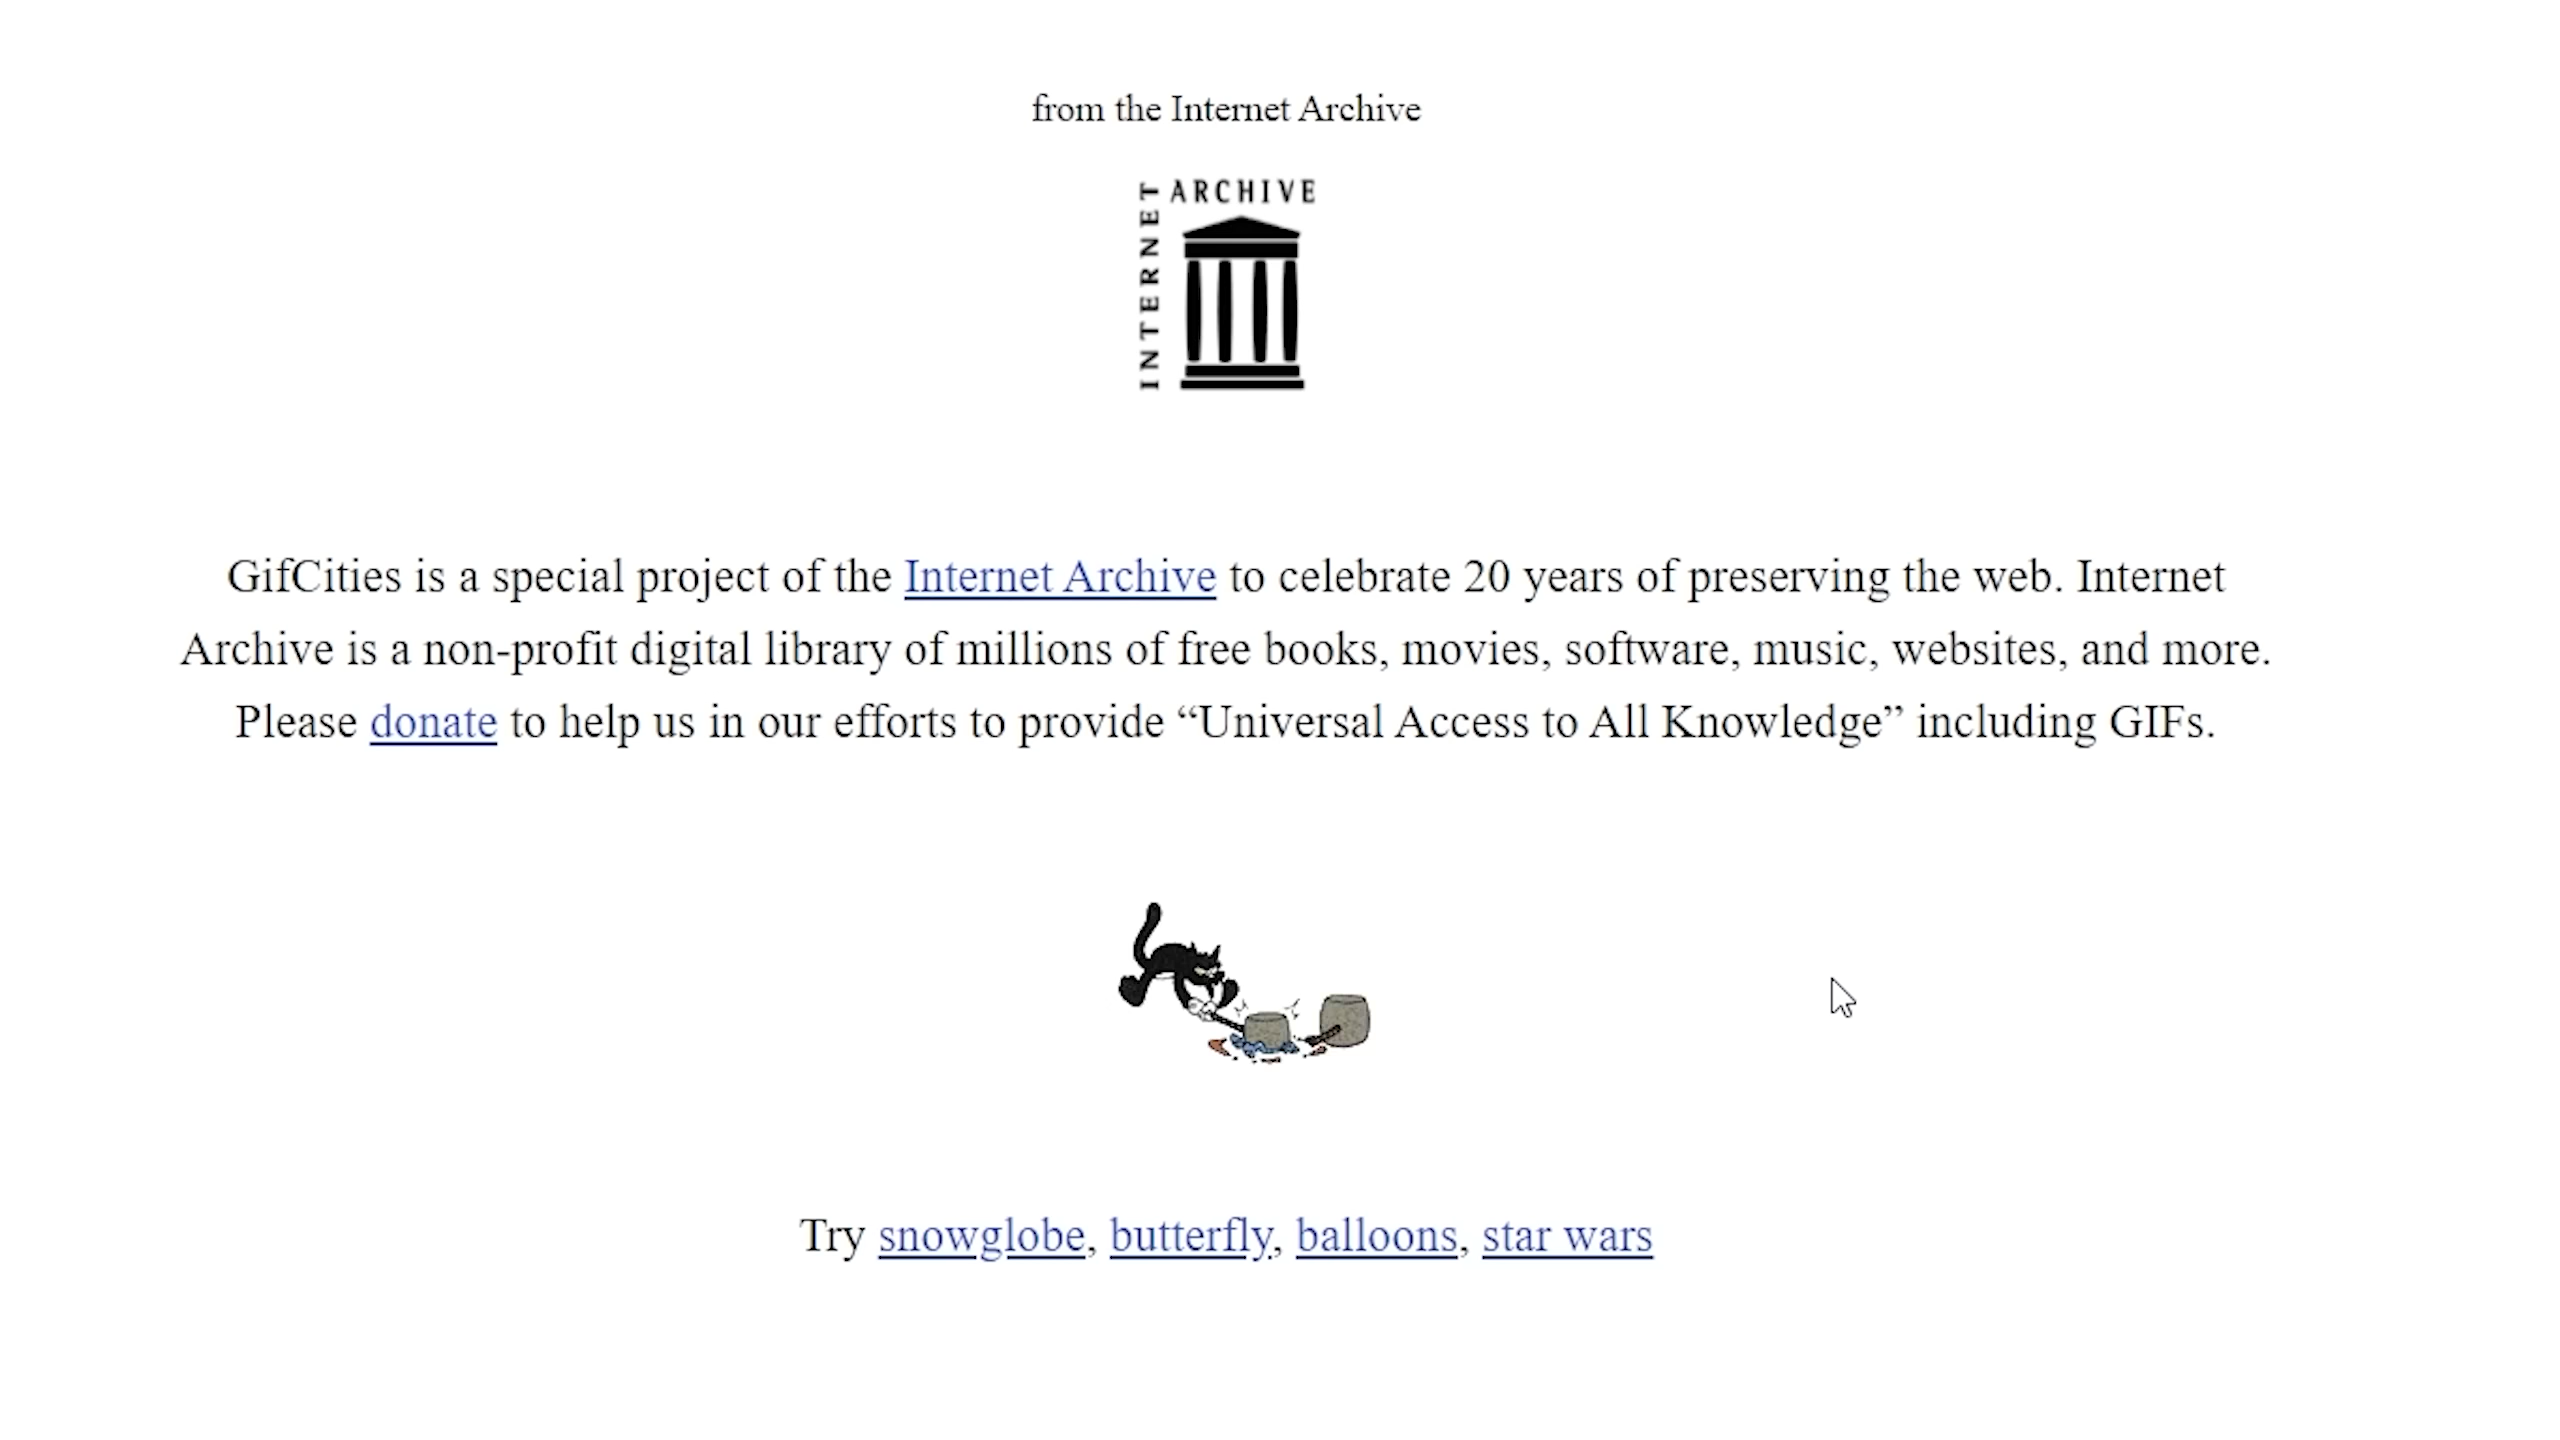 from the Internet Archive
INTERNET ARCHIVE
GifCities is a special project of the Internet Archive to celebrate 20 years of preserving the web. Internet
Archive is a non-profit digital library of millions of free books, movies, software, music, websites, and more.
Please donate to help us in our efforts to provide “Universal Access to All Knowledge” including GIFs.
Try snowglobe, butterfly, balloons, star wars